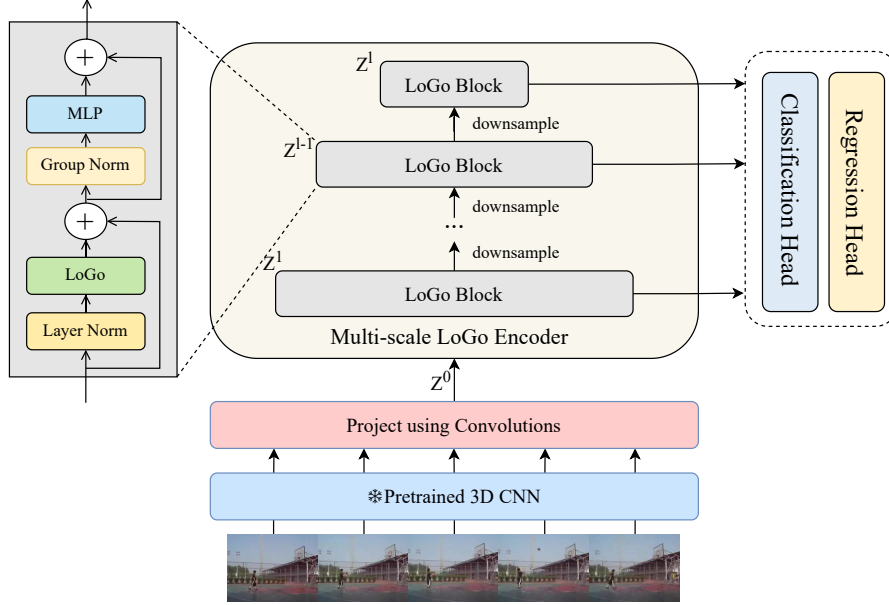 MLP
Group Norm
LoGo
Layer Norm
Z^l
LoGo Block
downsample
Z^{l-1}
LoGo Block
downsample
...
downsample
Z^1
LoGo Block
Multi-scale LoGo Encoder
Classification Head
Regression Head
Z^0
Project using Convolutions
❄Pretrained 3D CNN